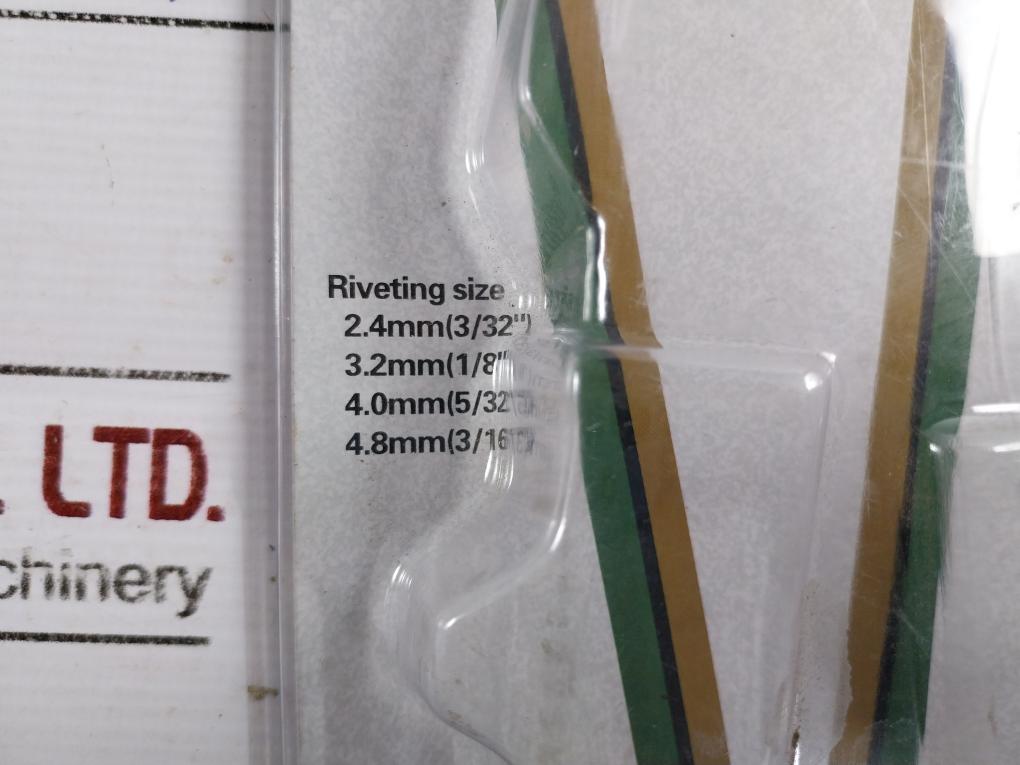 Riveting size
2.4mm(3/32")
3.2mm(1/8"
4.0mm(5/32
4.8mm(3/16
LTD.
chinery